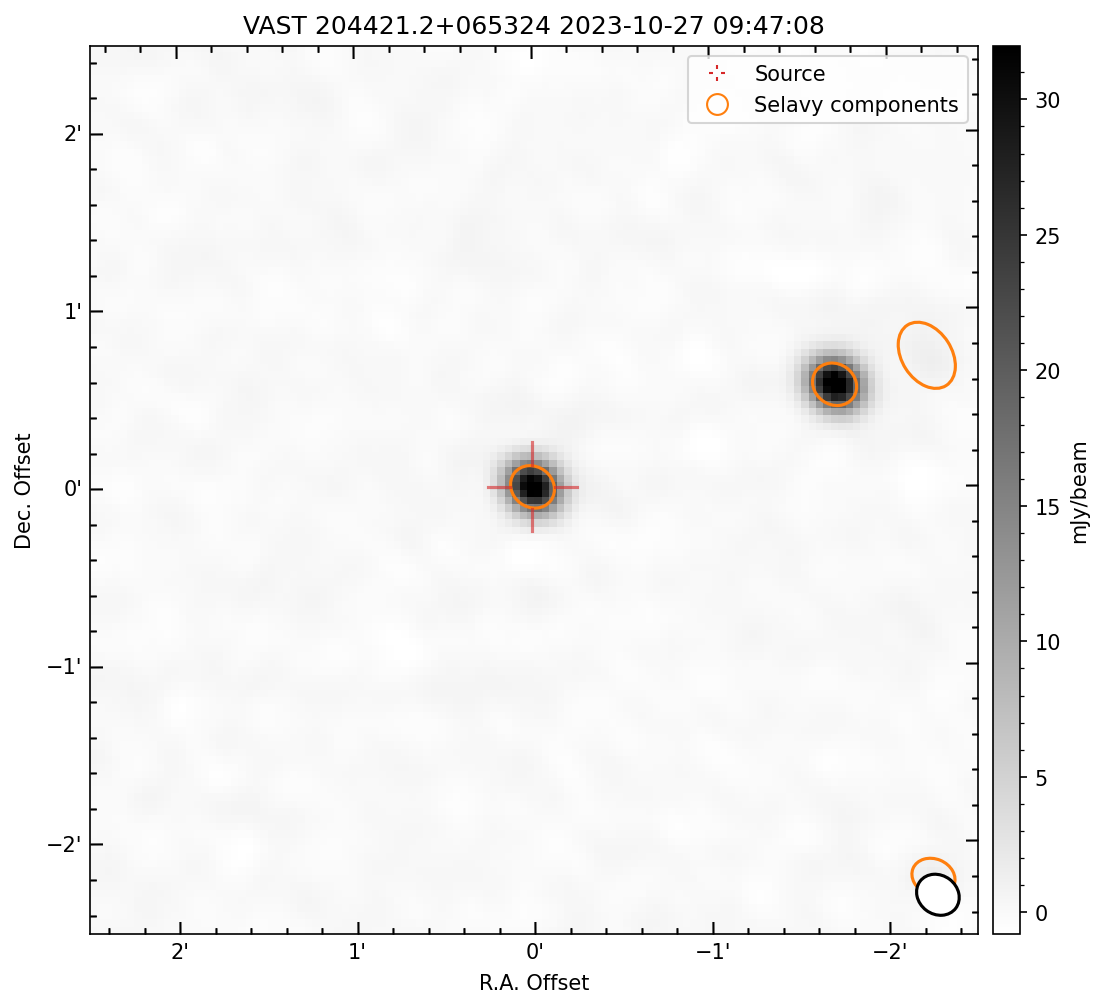 VAST 204421.2+065324 2023-10-27 09:47:08
Source
Selavy components
2'
1'
0'
−1'
−2'
Dec. Offset
2'
1'
0'
−1'
−2'
R.A. Offset
30
25
20
15
10
5
0
mJy/beam